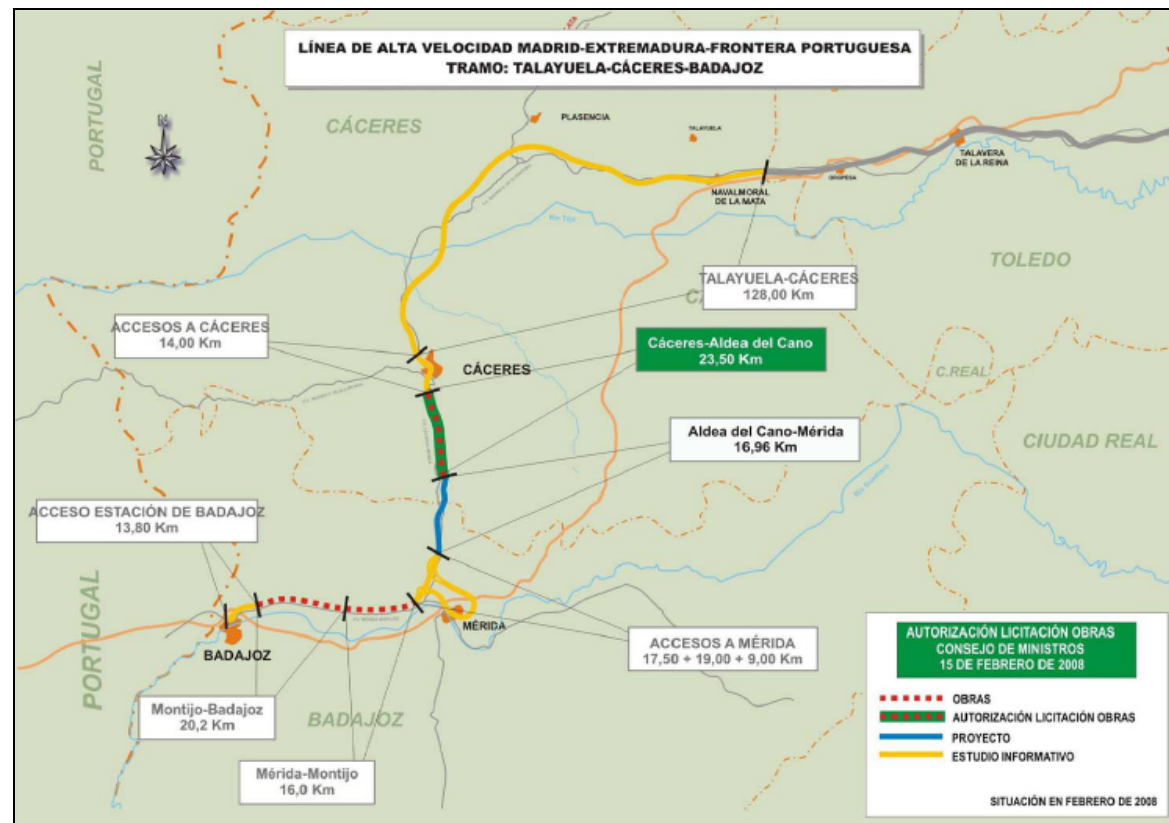 LÍNEA DE ALTA VELOCIDAD MADRID-EXTREMADURA-FRONTERA PORTUGUESA
TRAMO: TALAYUELA-CÁCERES-BADAJOZ
PORTUGAL
N
CÁCERES
PLASENCIA
TALAYUELA
TALAVERA
DE LA REINA
OROPESA
NAVALMORAL
DE LA MATA
Río TAJO
TOLEDO
TALAYUELA-CÁCERES
128,00 Km
ACCESOS A CÁCERES
14,00 Km
Cáceres-Aldea del Cano
23,50 Km
CÁCERES
C.REAL
Aldea del Cano-Mérida
16,96 Km
CIUDAD REAL
Río Guadiana
ACCESO ESTACIÓN DE BADAJOZ
13,80 Km
PORTUGAL
MÉRIDA
BADAJOZ
ACCESOS A MÉRIDA
17,50 + 19,00 + 9,00 Km
Montijo-Badajoz
20,2 Km
BADAJOZ
Mérida-Montijo
16,0 Km
AUTORIZACIÓN LICITACIÓN OBRAS
CONSEJO DE MINISTROS
15 DE FEBRERO DE 2008
OBRAS
AUTORIZACIÓN LICITACIÓN OBRAS
PROYECTO
ESTUDIO INFORMATIVO
SITUACIÓN EN FEBRERO DE 2008